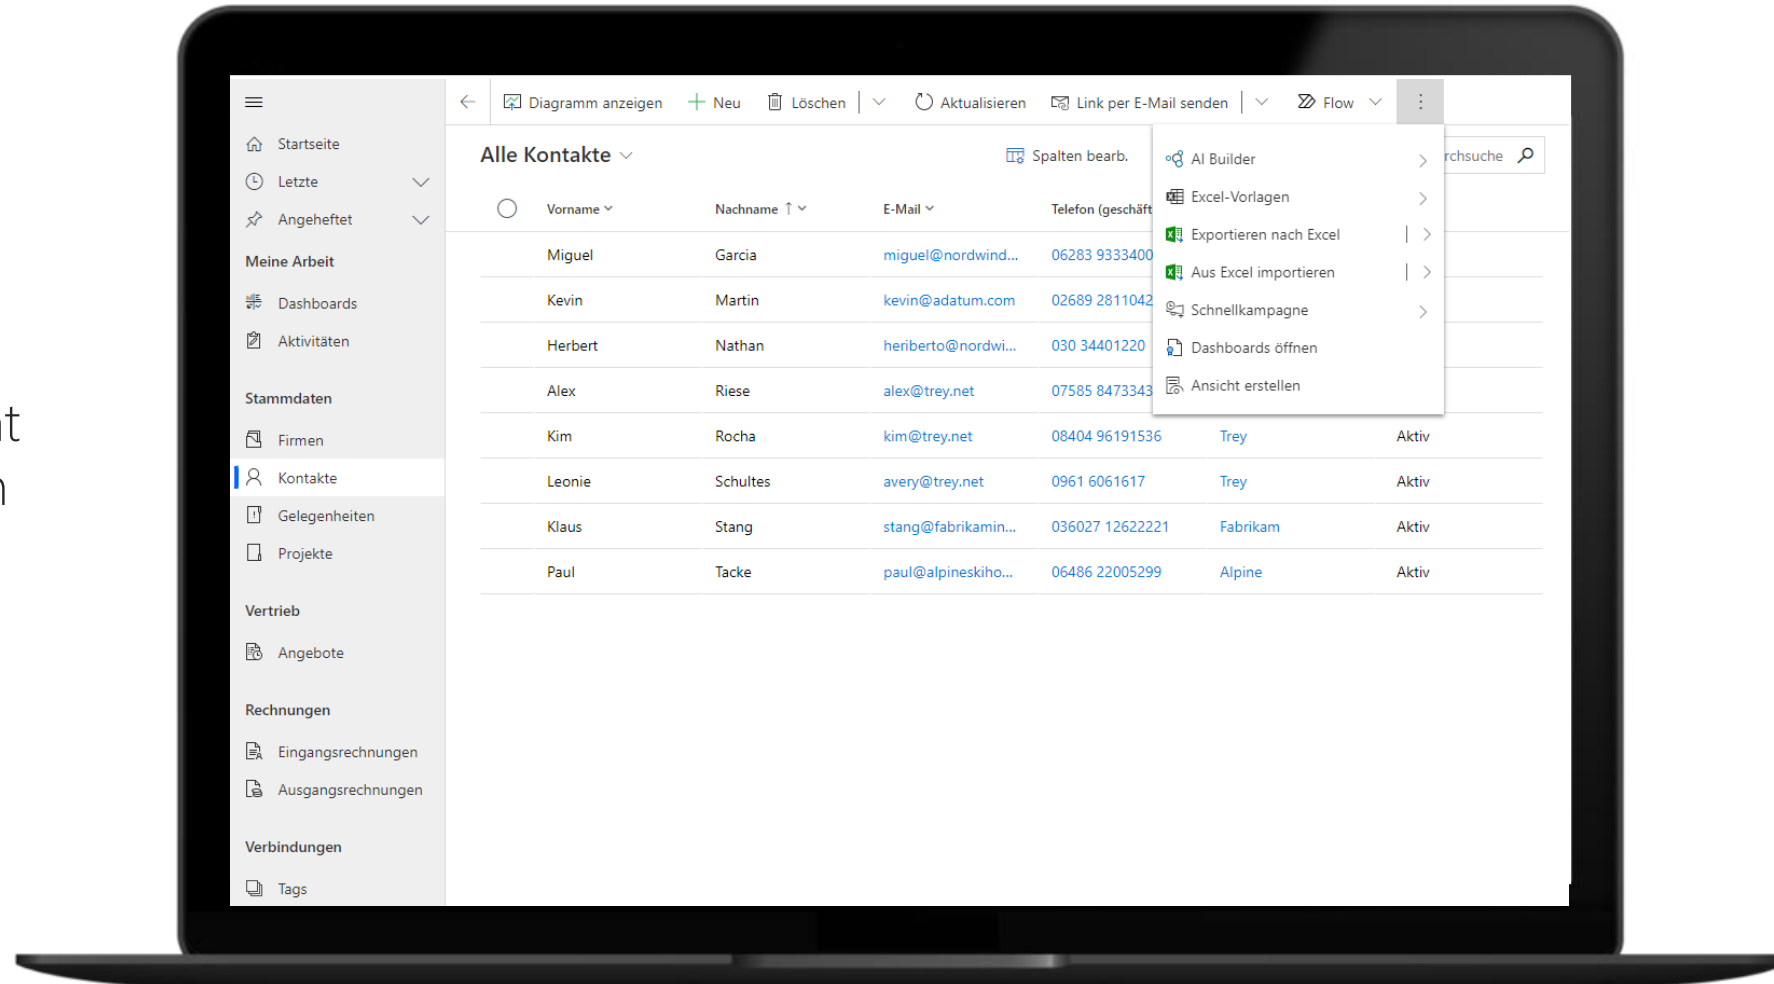 Diagramm anzeigen Neu Löschen Aktualisieren Link per E-Mail senden Flow
Startseite
Letzte
Angeheftet
Meine Arbeit
Dashboards
Aktivitäten
Stammdaten
Firmen
Kontakte
Gelegenheiten
Projekte
Vertrieb
Angebote
Rechnungen
Eingangsrechnungen
Ausgangsrechnungen
Verbindungen
Tags
Alle Kontakte Spalten bearb. rchsuche
Vorname Nachname ↑ E-Mail Telefon (geschäft
Miguel Garcia miguel@nordwind... 06283 9333400
Kevin Martin kevin@adatum.com 02689 2811042
Herbert Nathan heriberto@nordwi... 030 34401220
Alex Riese alex@trey.net 07585 8473343
Kim Rocha kim@trey.net 08404 96191536 Trey Aktiv
Leonie Schultes avery@trey.net 0961 6061617 Trey Aktiv
Klaus Stang stang@fabrikamin... 036027 12622221 Fabrikam Aktiv
Paul Tacke paul@alpineskiho... 06486 22005299 Alpine Aktiv
AI Builder
Excel-Vorlagen
Exportieren nach Excel
Aus Excel importieren
Schnellkampagne
Dashboards öffnen
Ansicht erstellen